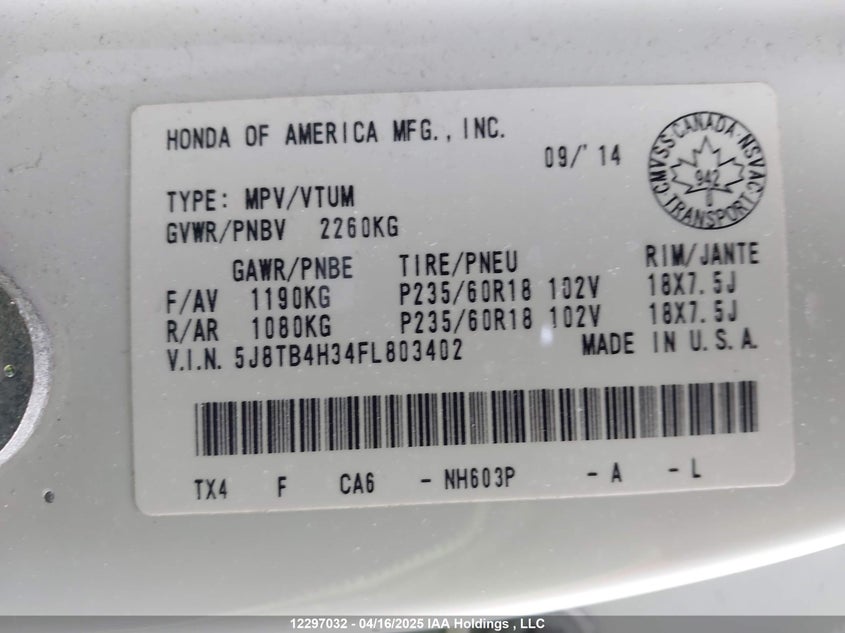 HONDA OF AMERICA MFG., INC.
09/'14
CMVSS·CANADA·NSVAC
942
TRANSPORT
TYPE: MPV/VTUM
GVWR/PNBV 2260KG
GAWR/PNBE TIRE/PNEU RIM/JANTE
F/AV 1190KG P235/60R18 102V 18X7.5J
R/AR 1080KG P235/60R18 102V 18X7.5J
V.I.N. 5J8TB4H34FL803402 MADE IN U.S.A.
TX4 F CA6 - NH603P - A - L
12297032 - 04/16/2025 IAA Holdings , LLC